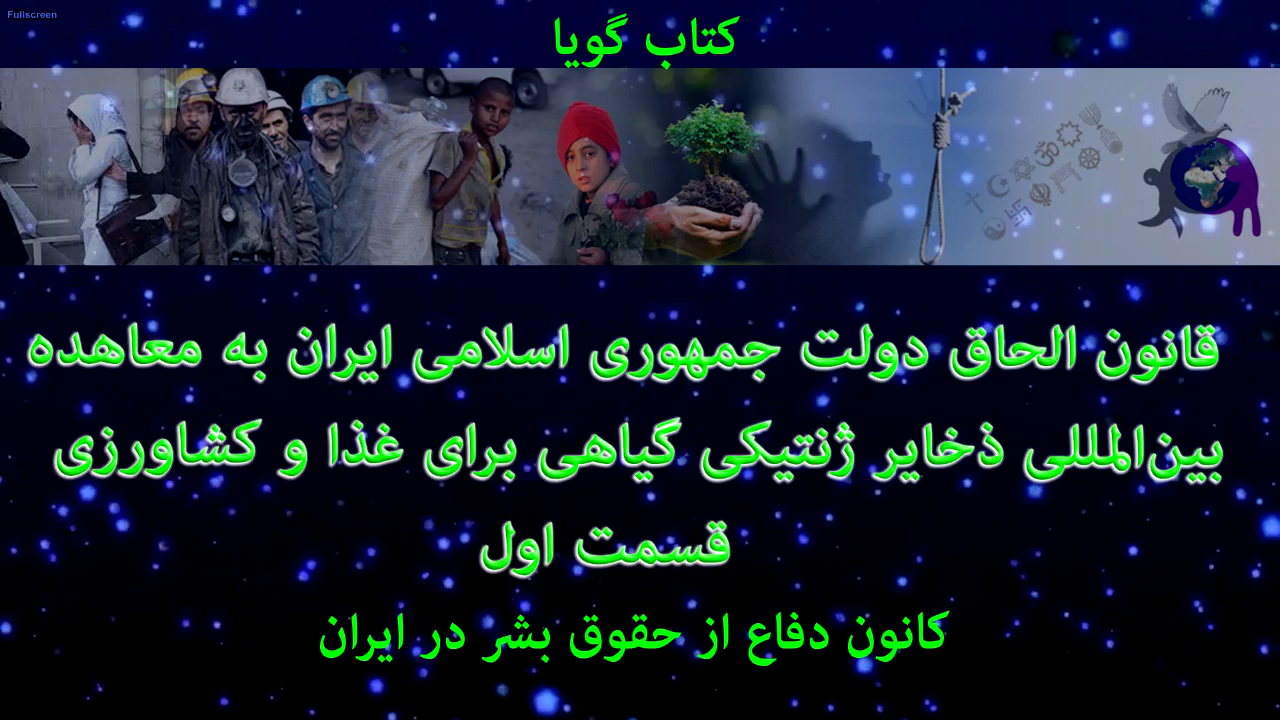 Fullscreen
کتاب گویا
قانون الحاق دولت جمهوری اسلامی ایران به معاهده
بین‌المللی ذخایر ژنتیکی گیاهی برای غذا و کشاورزی
قسمت اول
کانون دفاع از حقوق بشر در ایران